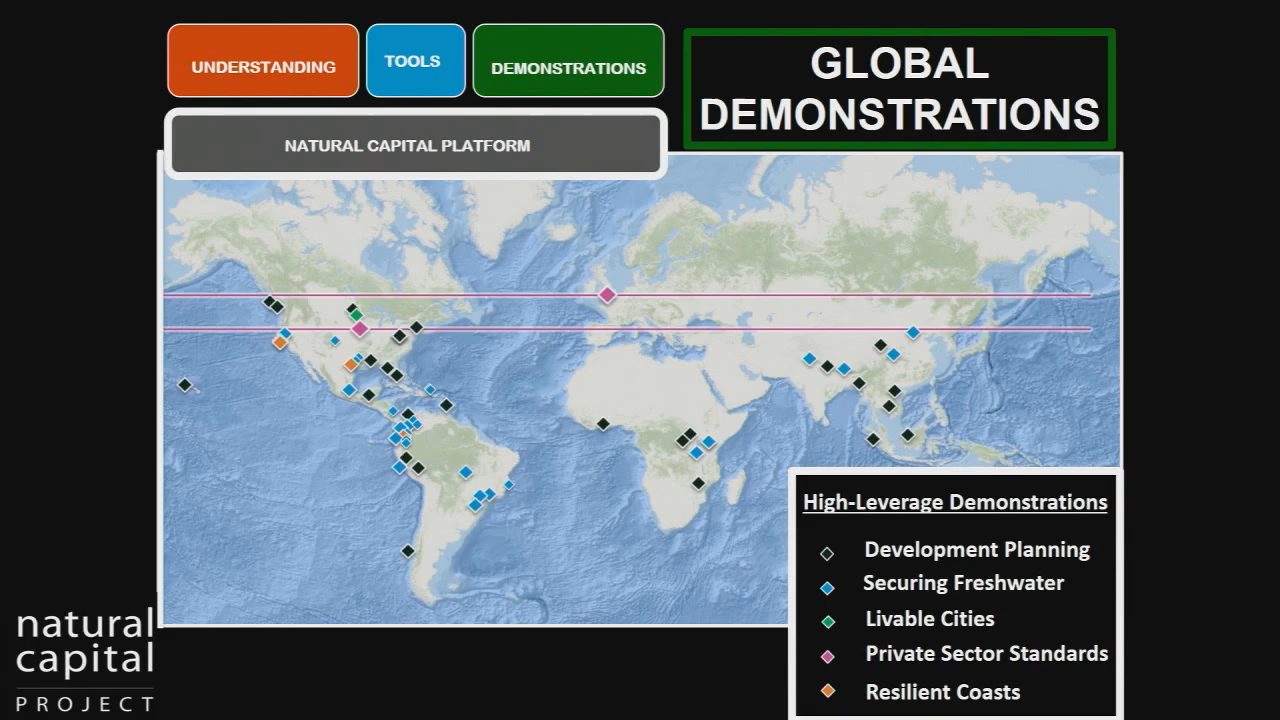 UNDERSTANDING
TOOLS
DEMONSTRATIONS
GLOBAL
DEMONSTRATIONS
NATURAL CAPITAL PLATFORM
High-Leverage Demonstrations
Development Planning
Securing Freshwater
Livable Cities
Private Sector Standards
Resilient Coasts
natural
capital
PROJECT